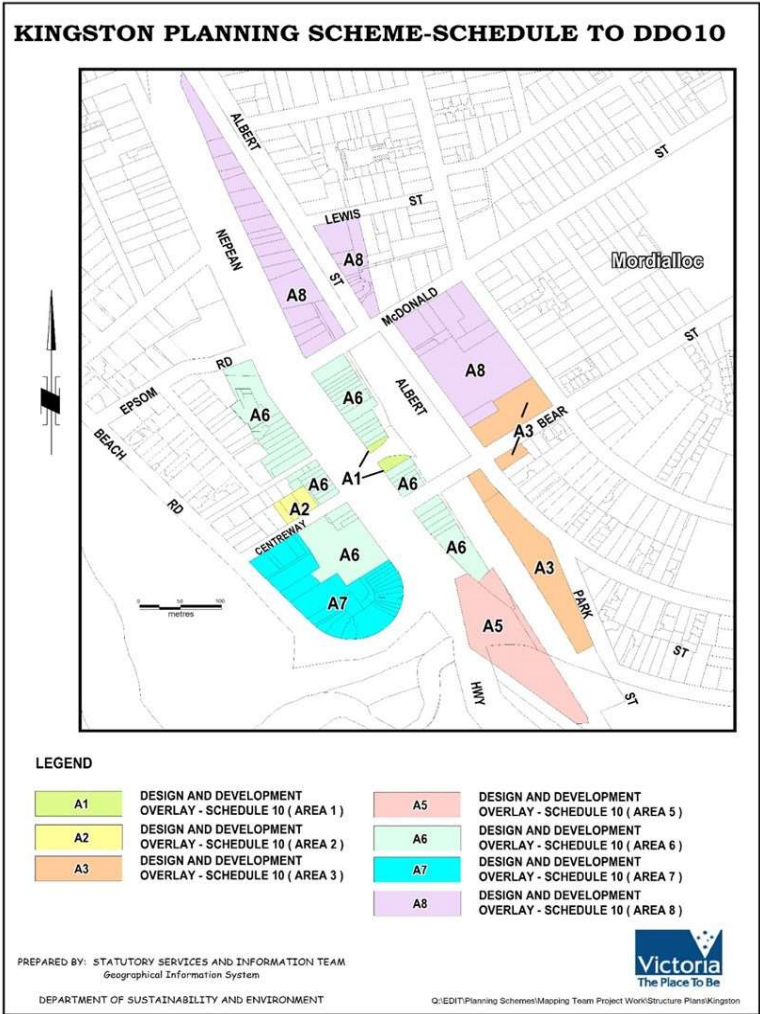 KINGSTON PLANNING SCHEME-SCHEDULE TO DDO10
ALBERT
ST
LEWIS
ST
NEPEAN
A8
A8
ST
Mordialloc
McDONALD
ST
RD
EPSOM
BEACH
RD
A6
A6
ALBERT
A8
A3
BEAR
A1
A6
A6
A2
CENTREWAY
A6
A6
A3
A7
PARK
A5
ST
HWY
ST
0 50 100
metres
LEGEND
A1 DESIGN AND DEVELOPMENT
OVERLAY - SCHEDULE 10 ( AREA 1 )
A2 DESIGN AND DEVELOPMENT
OVERLAY - SCHEDULE 10 ( AREA 2 )
A3 DESIGN AND DEVELOPMENT
OVERLAY - SCHEDULE 10 ( AREA 3 )
A5 DESIGN AND DEVELOPMENT
OVERLAY - SCHEDULE 10 ( AREA 5 )
A6 DESIGN AND DEVELOPMENT
OVERLAY - SCHEDULE 10 ( AREA 6 )
A7 DESIGN AND DEVELOPMENT
OVERLAY - SCHEDULE 10 ( AREA 7 )
A8 DESIGN AND DEVELOPMENT
OVERLAY - SCHEDULE 10 ( AREA 8 )
PREPARED BY: STATUTORY SERVICES AND INFORMATION TEAM
Geographical Information System
DEPARTMENT OF SUSTAINABILITY AND ENVIRONMENT
Victoria
The Place To Be
Q:\EDIT\Planning Schemes\Mapping Team Project Work\Structure Plans\Kingston